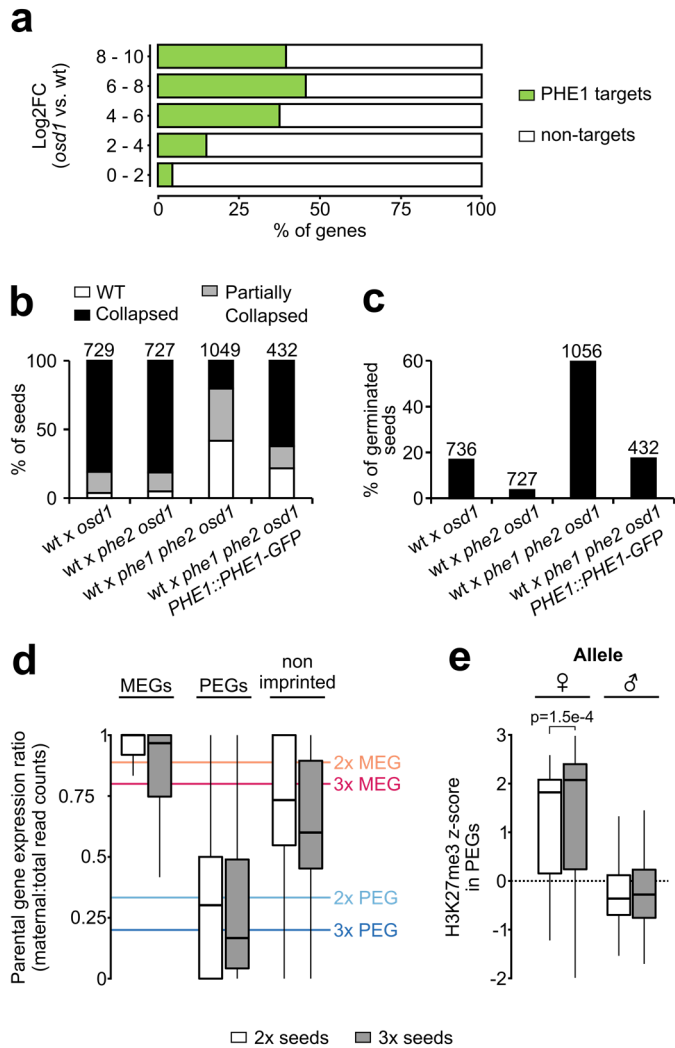 a
Log2FC
(osd1 vs. wt)
8 - 10
6 - 8
4 - 6
2 - 4
0 - 2
0 25 50 75 100
% of genes
PHE1 targets
non-targets
b
WT
Collapsed
Partially
Collapsed
729 727 1049 432
% of seeds
100
50
0
wt x osd1
wt x phe2 osd1
wt x phe1 phe2 osd1
wt x phe1 phe2 osd1
PHE1::PHE1-GFP
c
% of germinated
seeds
60
40
20
0
736
727
1056
432
wt x osd1
wt x phe2 osd1
wt x phe1 phe2 osd1
wt x phe1 phe2 osd1
PHE1::PHE1-GFP
d
MEGs
PEGs
non
imprinted
Parental gene expression ratio
(maternal:total read counts)
1
0.75
0.5
0.25
0
2x MEG
3x MEG
2x PEG
3x PEG
e
Allele
♀ ♂
p=1.5e-4
H3K27me3 z-score
in PEGs
3
2
1
0
-1
-2
2x seeds
3x seeds